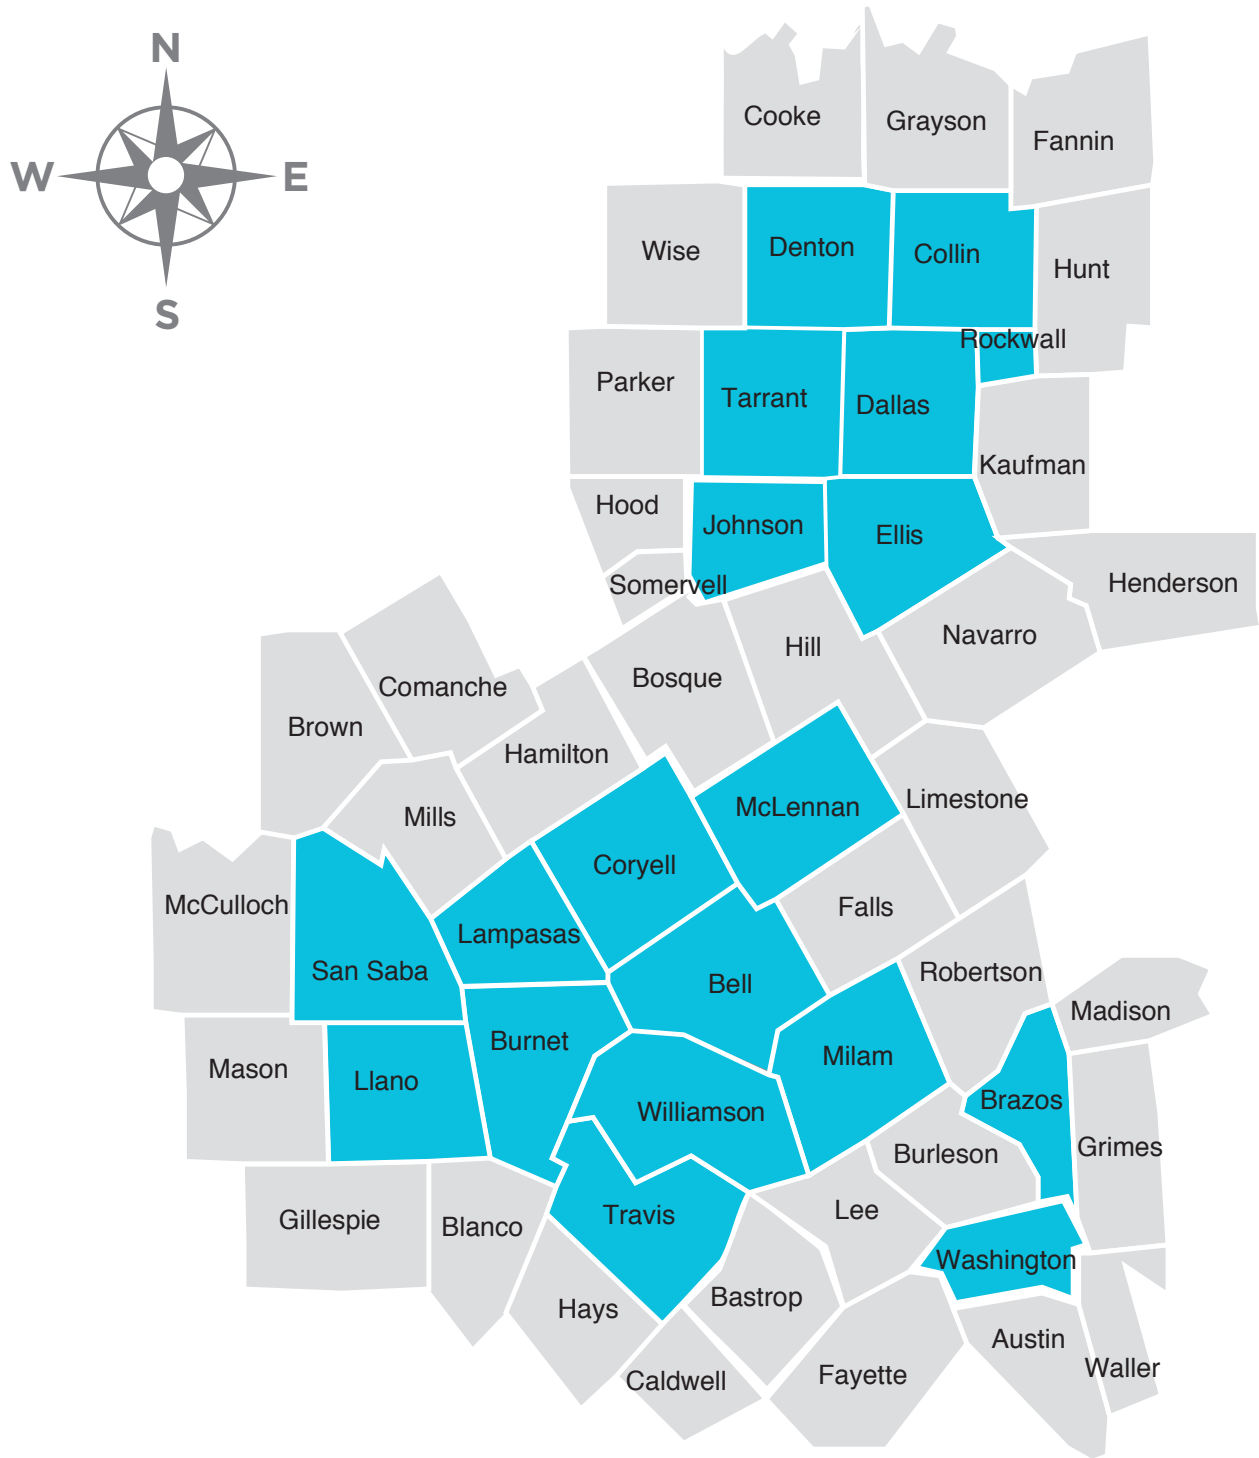 N
W
E
S
Cooke
Grayson
Fannin
Wise
Denton
Collin
Hunt
Rockwall
Parker
Tarrant
Dallas
Kaufman
Hood
Johnson
Ellis
Somervell
Henderson
Navarro
Hill
Bosque
Comanche
Brown
Hamilton
Mills
McLennan
Limestone
Coryell
McCulloch
Falls
Lampasas
San Saba
Bell
Robertson
Madison
Burnet
Milam
Mason
Llano
Williamson
Brazos
Burleson
Grimes
Gillespie
Blanco
Travis
Lee
Washington
Hays
Bastrop
Austin
Caldwell
Fayette
Waller